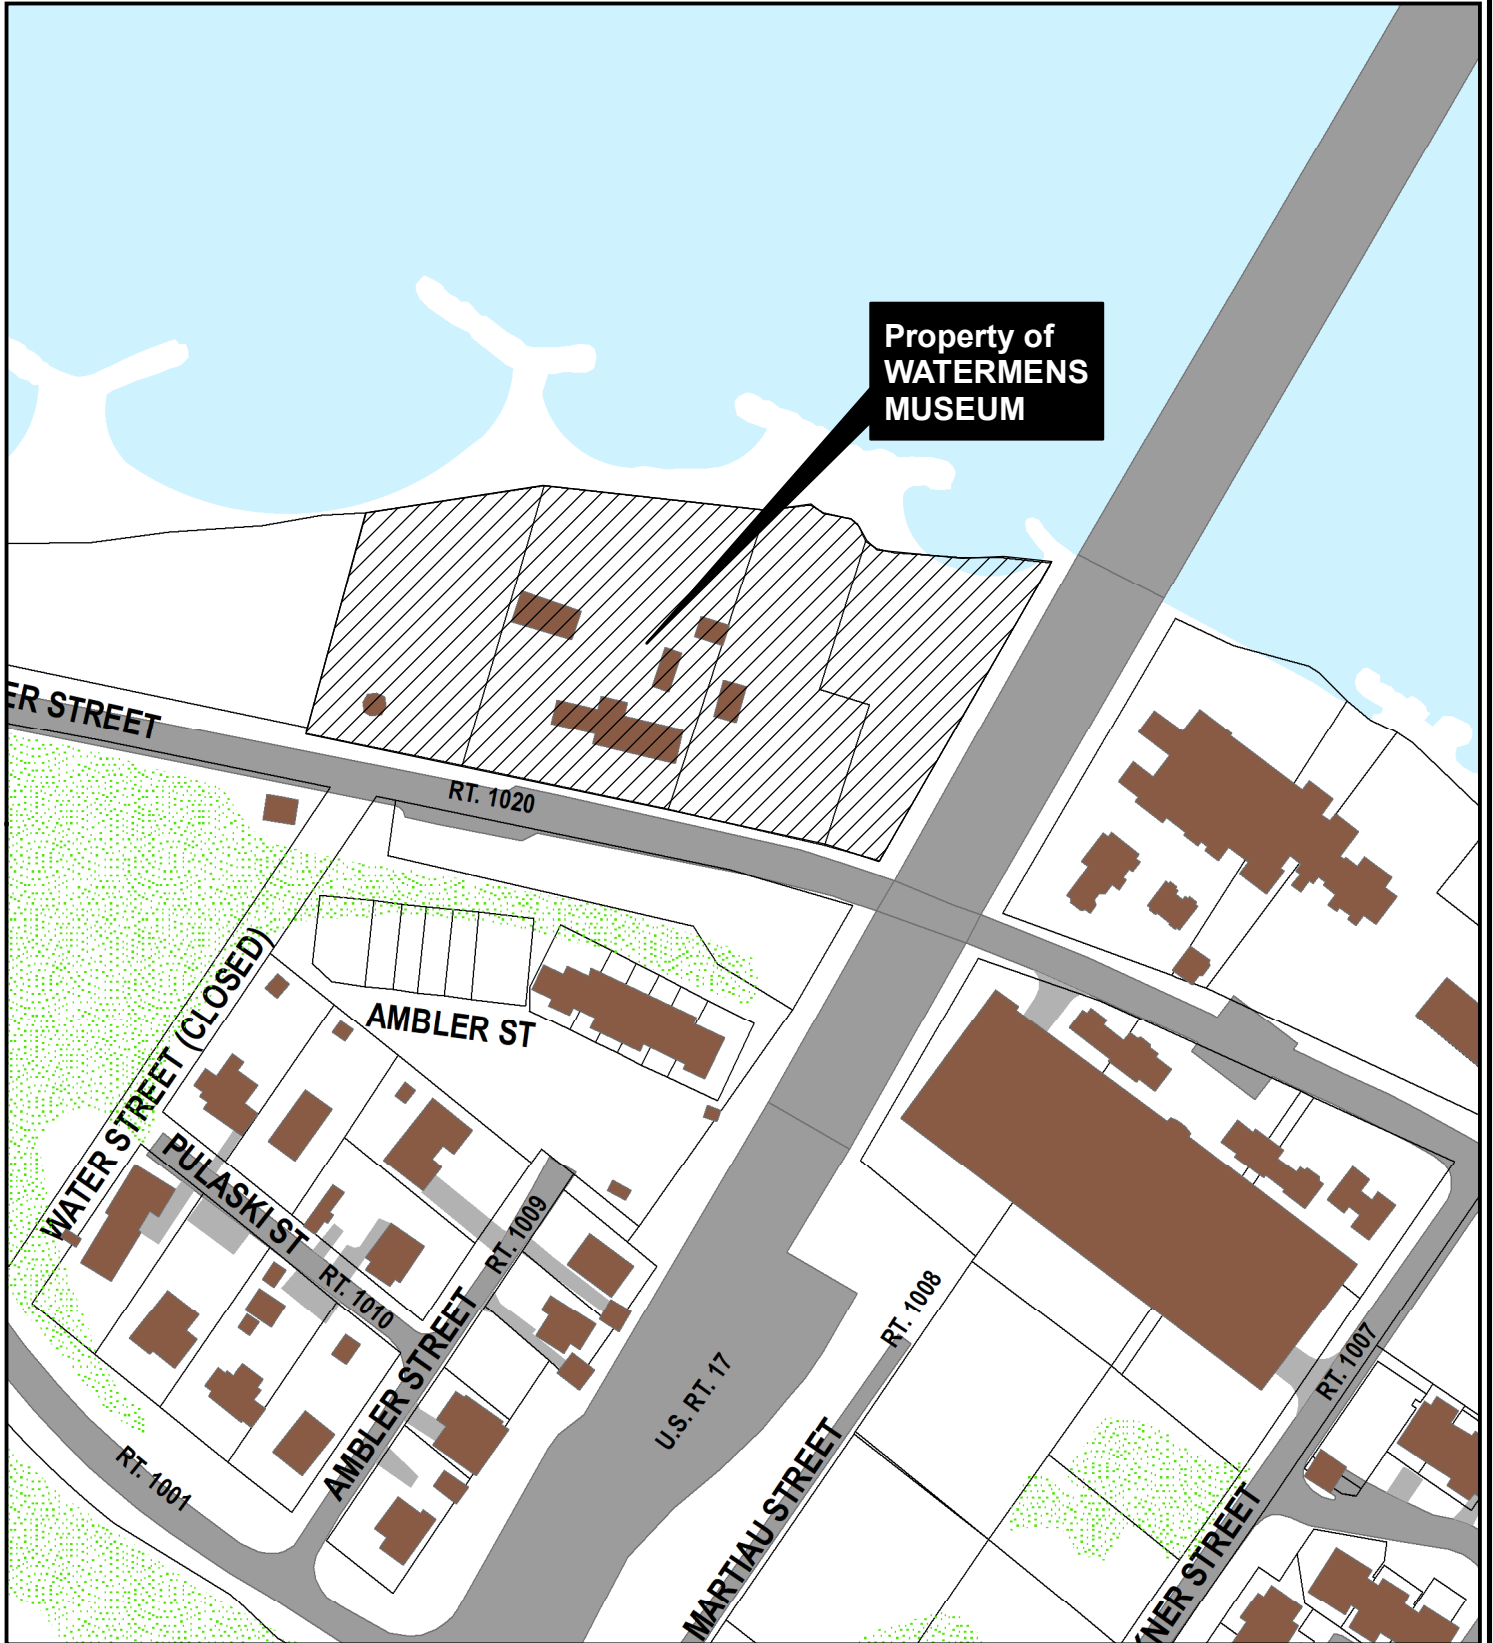 Property of
WATERMENS
MUSEUM
ER STREET
RT. 1020
WATER STREET (CLOSED)
AMBLER ST
PULASKI ST
RT. 1009
RT. 1010
AMBLER STREET
RT. 1008
U.S. RT. 17
RT. 1007
RT. 1001
MARTIAU STREET
NER STREET